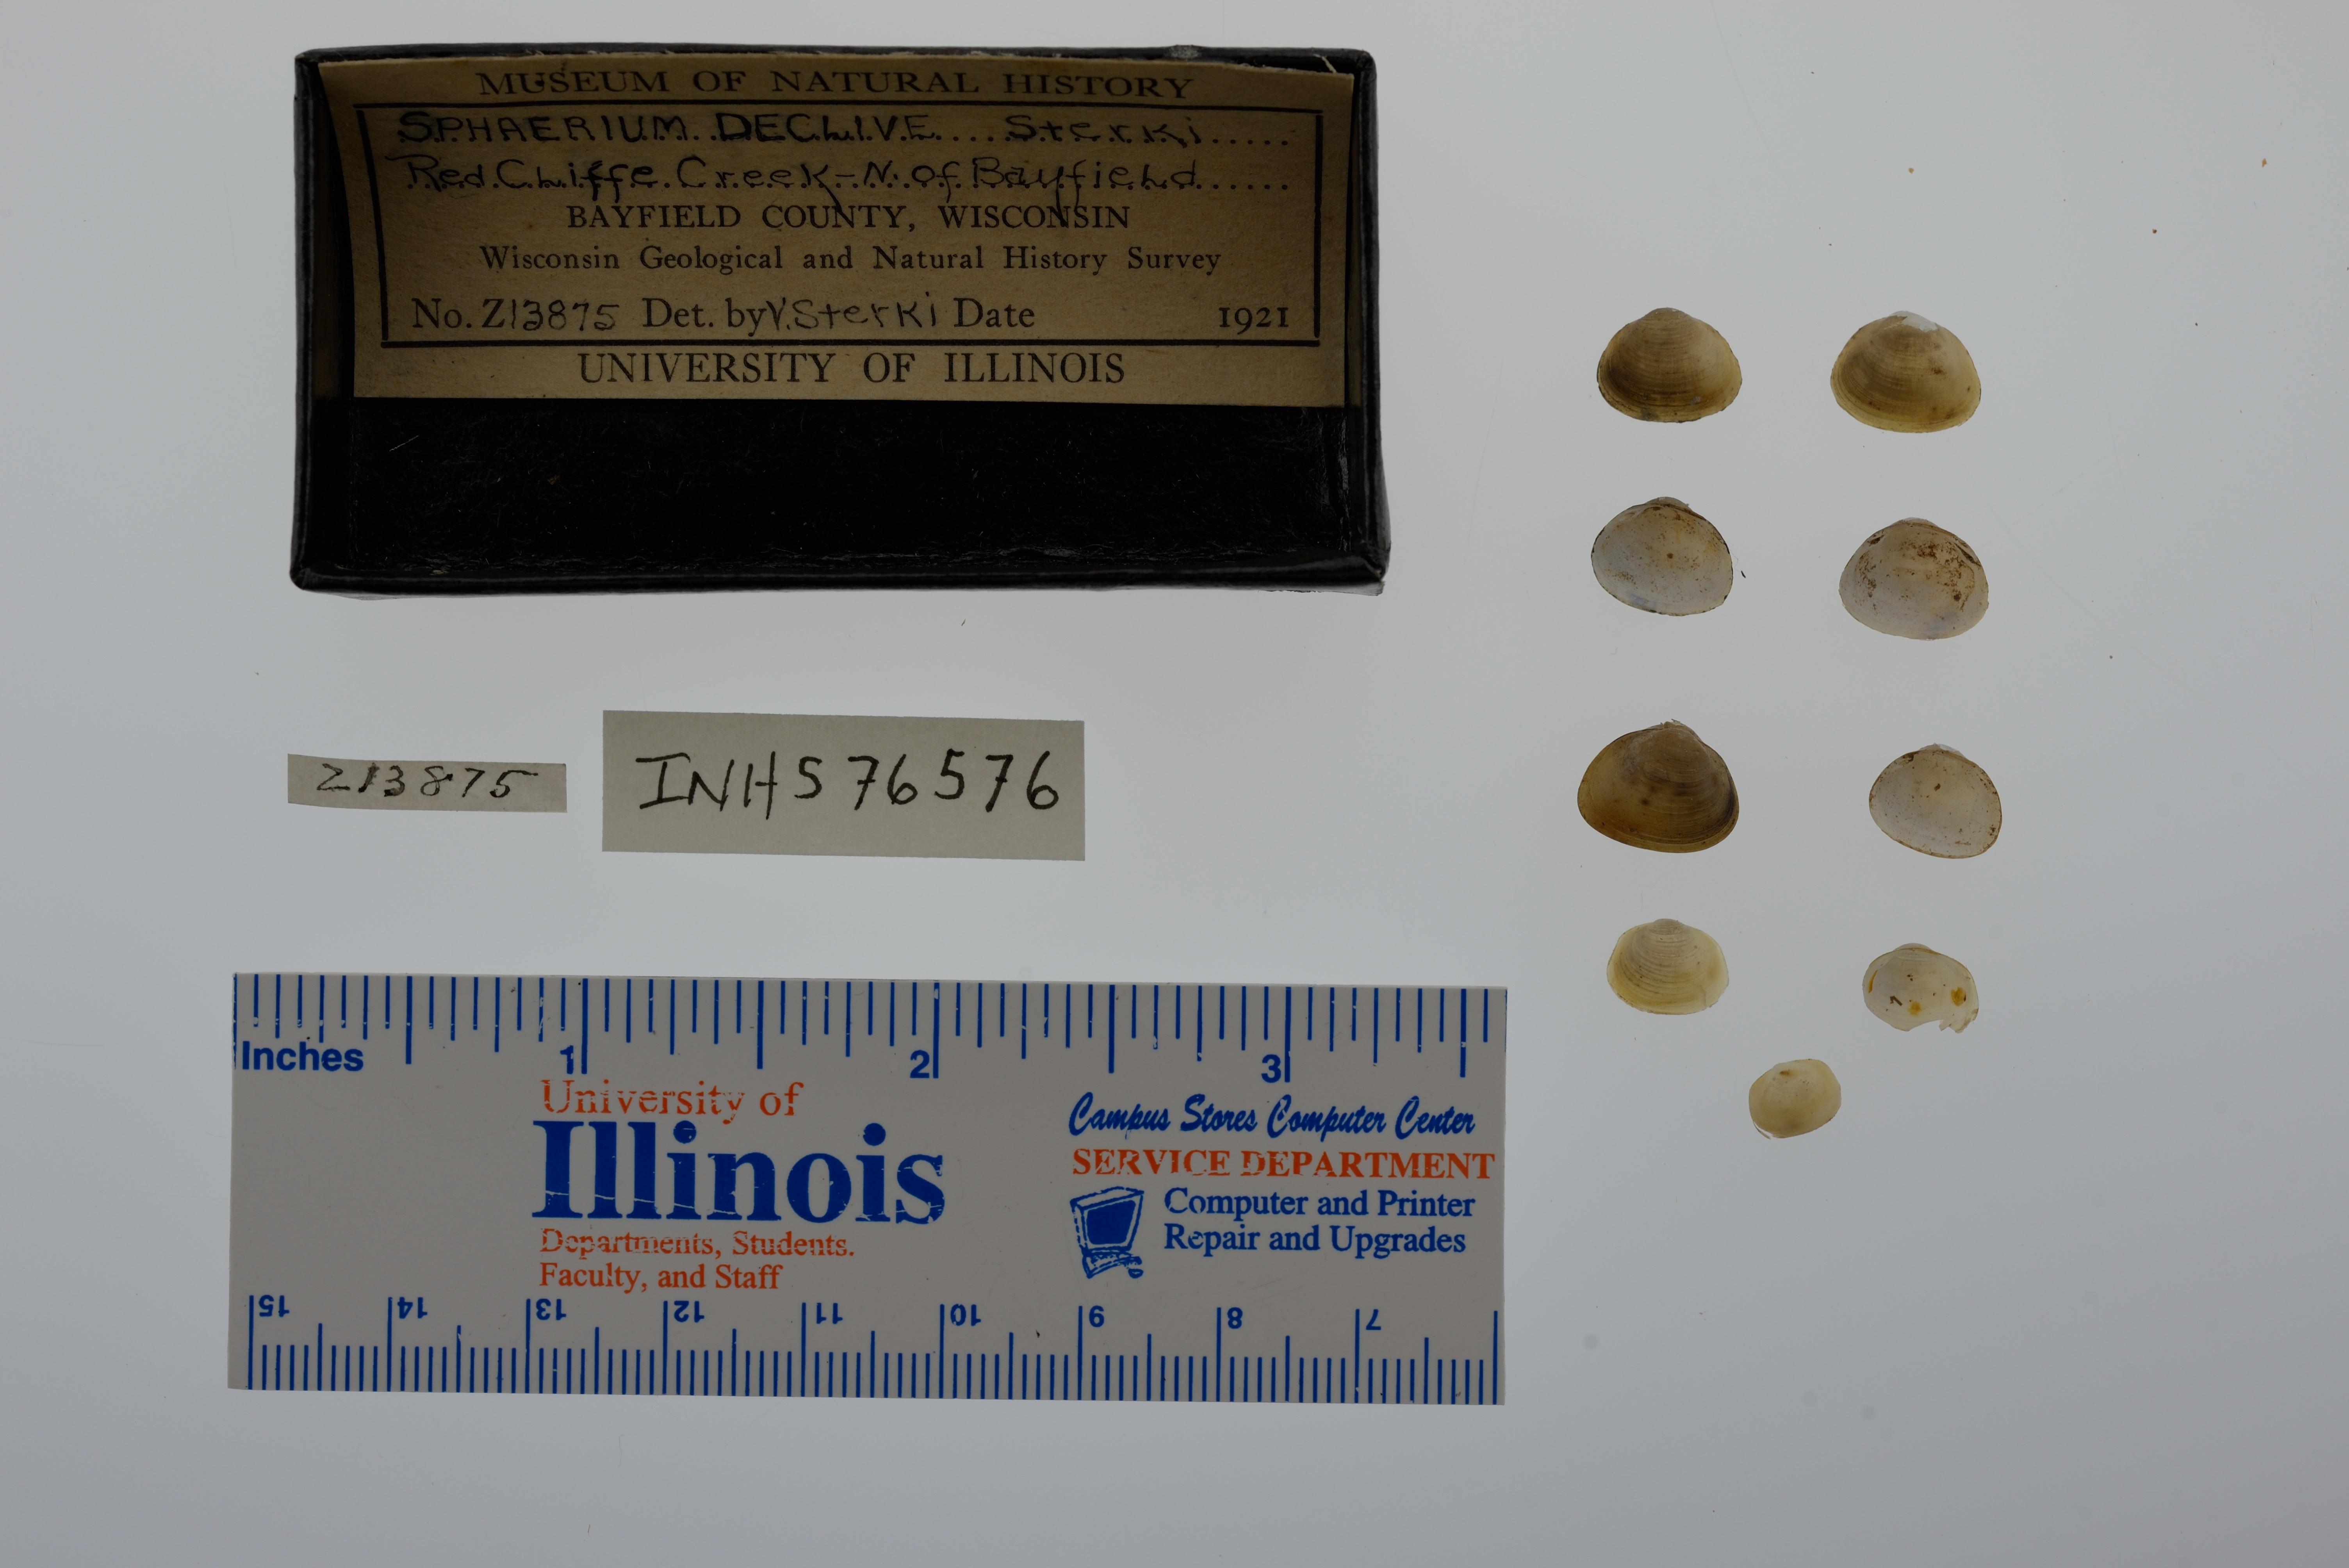 MUSEUM OF NATURAL HISTORY
SPHAERIUM DECLIVE.... Sterki.....
Red Cliffe Creek - N. of Bayfield......
BAYFIELD COUNTY, WISCONSIN
Wisconsin Geological and Natural History Survey
No. Z13875 Det. by V. Sterki Date 1921
UNIVERSITY OF ILLINOIS
Z13875
INHS 76576
Inches 1 2 3
University of
Illinois
Departments, Students.
Faculty, and Staff
Campus Stores Computer Center
SERVICE DEPARTMENT
Computer and Printer
Repair and Upgrades
15 14 13 12 11 10 9 8 7